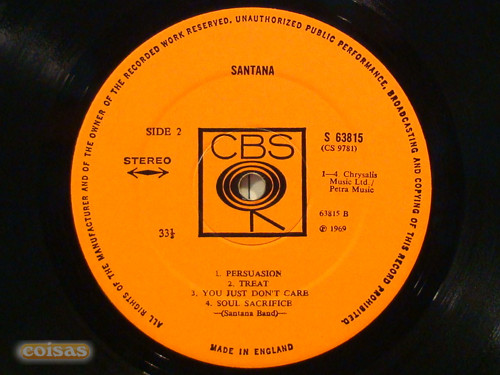 ALL RIGHTS OF THE MANUFACTURER AND OF THE OWNER OF THE RECORDED WORK RESERVED. UNAUTHORIZED PUBLIC PERFORMANCE, BROADCASTING AND COPYING OF THIS RECORD PROHIBITED.
SANTANA
SIDE 2
STEREO
33⅓
CBS
S 63815
(CS 9781)
1—4 Chrysalis
Music Ltd./
Petra Music
63815 B
℗ 1969
1. PERSUASION
2. TREAT
3. YOU JUST DON'T CARE
4. SOUL SACRIFICE
—(Santana Band)—
MADE IN ENGLAND
coisas